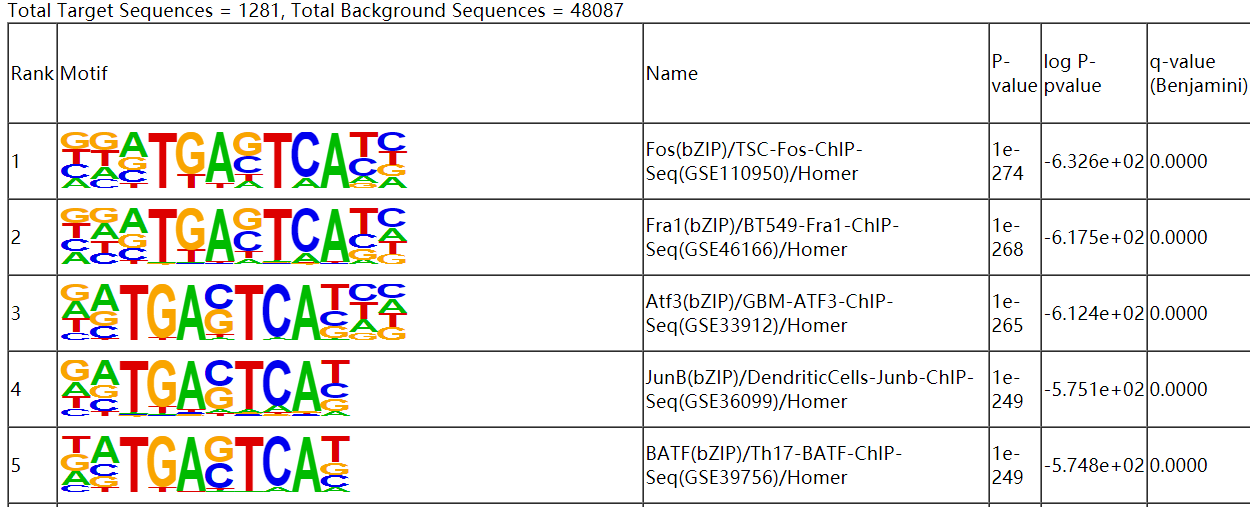 Total Target Sequences = 1281, Total Background Sequences = 48087
Rank Motif Name P-value log P-pvalue q-value (Benjamini)
1 Fos(bZIP)/TSC-Fos-ChIP-Seq(GSE110950)/Homer 1e-274 -6.326e+02 0.0000
2 Fra1(bZIP)/BT549-Fra1-ChIP-Seq(GSE46166)/Homer 1e-268 -6.175e+02 0.0000
3 Atf3(bZIP)/GBM-ATF3-ChIP-Seq(GSE33912)/Homer 1e-265 -6.124e+02 0.0000
4 JunB(bZIP)/DendriticCells-Junb-ChIP-Seq(GSE36099)/Homer 1e-249 -5.751e+02 0.0000
5 BATF(bZIP)/Th17-BATF-ChIP-Seq(GSE39756)/Homer 1e-249 -5.748e+02 0.0000